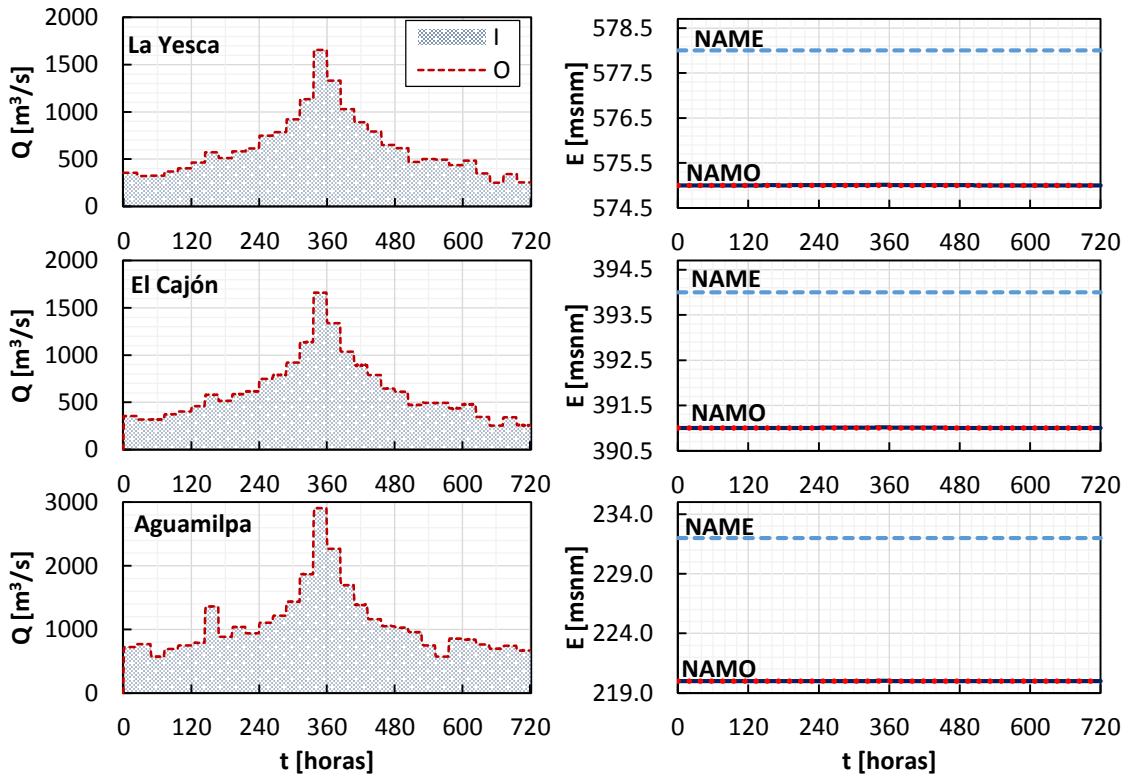 La Yesca
I
O
Q [m³/s]
2000
1500
1000
500
0
0 120 240 360 480 600 720
NAME
NAMO
E [msnm]
578.5
577.5
576.5
575.5
574.5
0 120 240 360 480 600 720
El Cajón
Q [m³/s]
2000
1500
1000
500
0
0 120 240 360 480 600 720
NAME
NAMO
E [msnm]
394.5
393.5
392.5
391.5
390.5
0 120 240 360 480 600 720
Aguamilpa
Q [m³/s]
3000
2000
1000
0
0 120 240 360 480 600 720
t [horas]
NAME
NAMO
E [msnm]
234.0
229.0
224.0
219.0
0 120 240 360 480 600 720
t [horas]